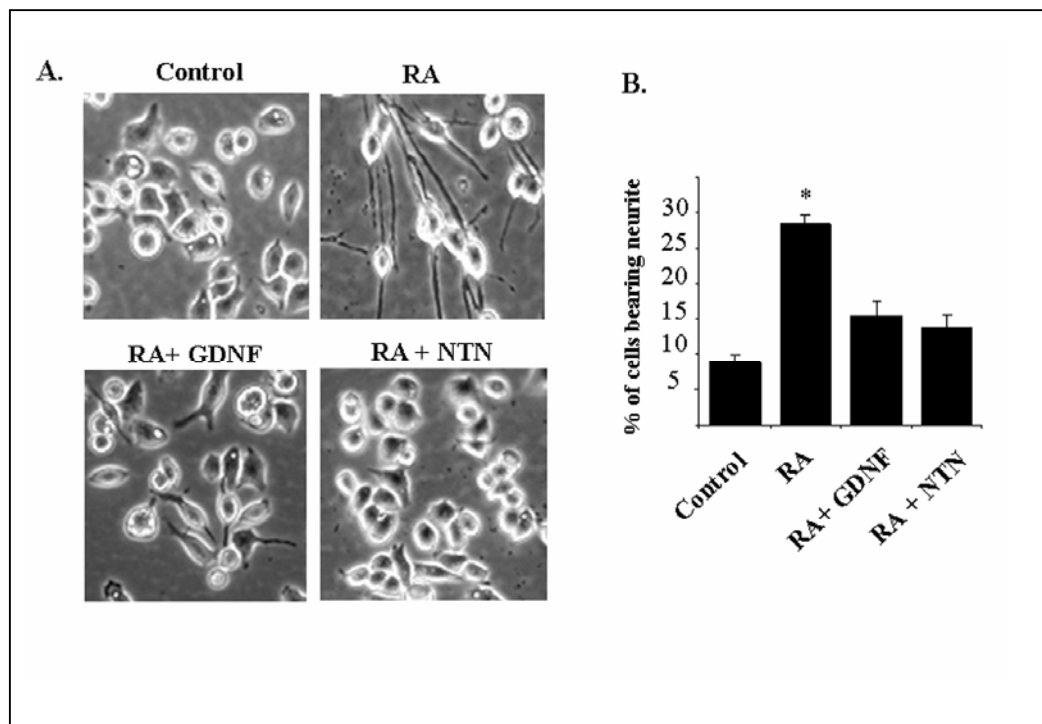 A.
Control
RA
RA+ GDNF
RA + NTN
B.
% of cells bearing neurite
30
25
20
15
10
5
*
Control
RA
RA+ GDNF
RA + NTN